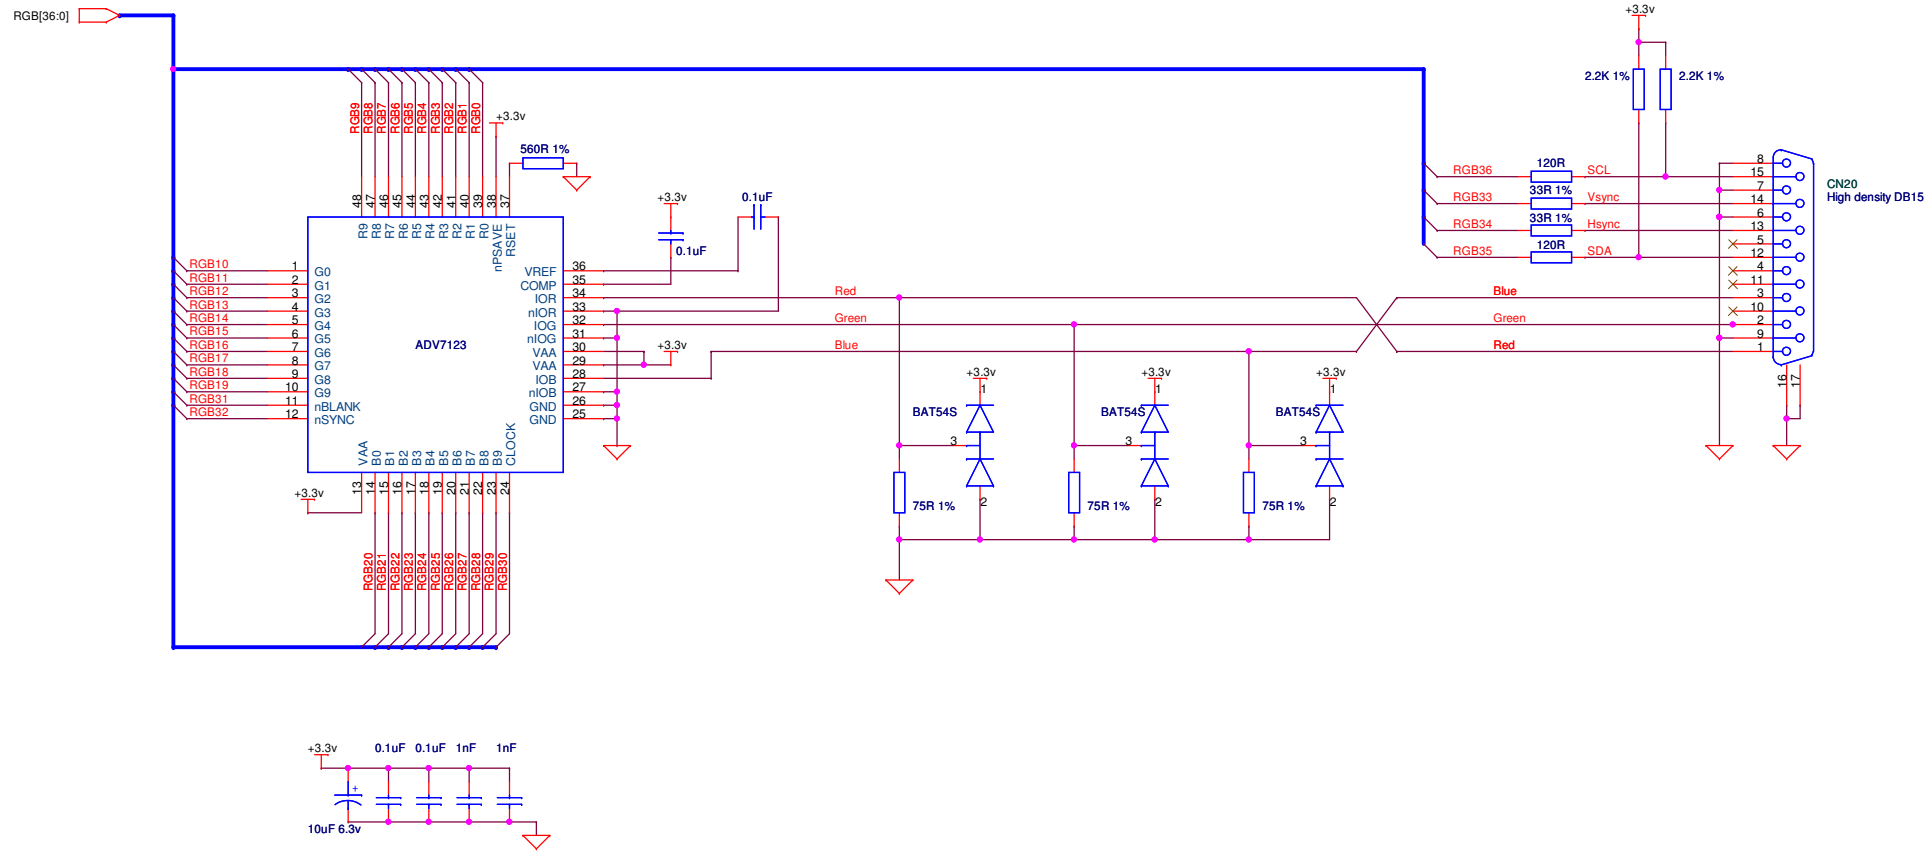 RGB[36:0]
+3.3v
2.2K 1%
2.2K 1%
RGB9
RGB8
RGB7
RGB6
RGB5
RGB4
RGB3
RGB2
RGB1
RGB0
+3.3v
560R 1%
48
47
46
45
44
43
42
41
40
39
38
37
R9
R8
R7
R6
R5
R4
R3
R2
R1
R0
nPSAVE
RSET
+3.3v
0.1uF
0.1uF
RGB36 120R SCL
RGB33 33R 1% Vsync
RGB34 33R 1% Hsync
RGB35 120R SDA
8
15
7
14
6
13
5
12
4
11
3
10
2
9
1
16
17
CN20
High density DB15
RGB10 1 G0
RGB11 2 G1
RGB12 3 G2
RGB13 4 G3
RGB14 5 G4
RGB15 6 G5
RGB16 7 G6
RGB17 8 G7
RGB18 9 G8
RGB19 10 G9
RGB31 11 nBLANK
RGB32 12 nSYNC
ADV7123
VREF 36
COMP 35
IOR 34
nIOR 33
IOG 32
nIOG 31
VAA 30
VAA 29
IOB 28
nIOB 27
GND 26
GND 25
+3.3v
Red
Green
Blue
Blue
Green
Red
VAA
B0
B1
B2
B3
B4
B5
B6
B7
B8
B9
CLOCK
13
14
15
16
17
18
19
20
21
22
23
24
+3.3v
RGB20
RGB21
RGB22
RGB23
RGB24
RGB25
RGB26
RGB27
RGB28
RGB29
RGB30
+3.3v
1
BAT54S
3
75R 1%
2
+3.3v
1
BAT54S
3
75R 1%
2
+3.3v
1
BAT54S
3
75R 1%
2
+3.3v
0.1uF 0.1uF 1nF 1nF
+
10uF 6.3v